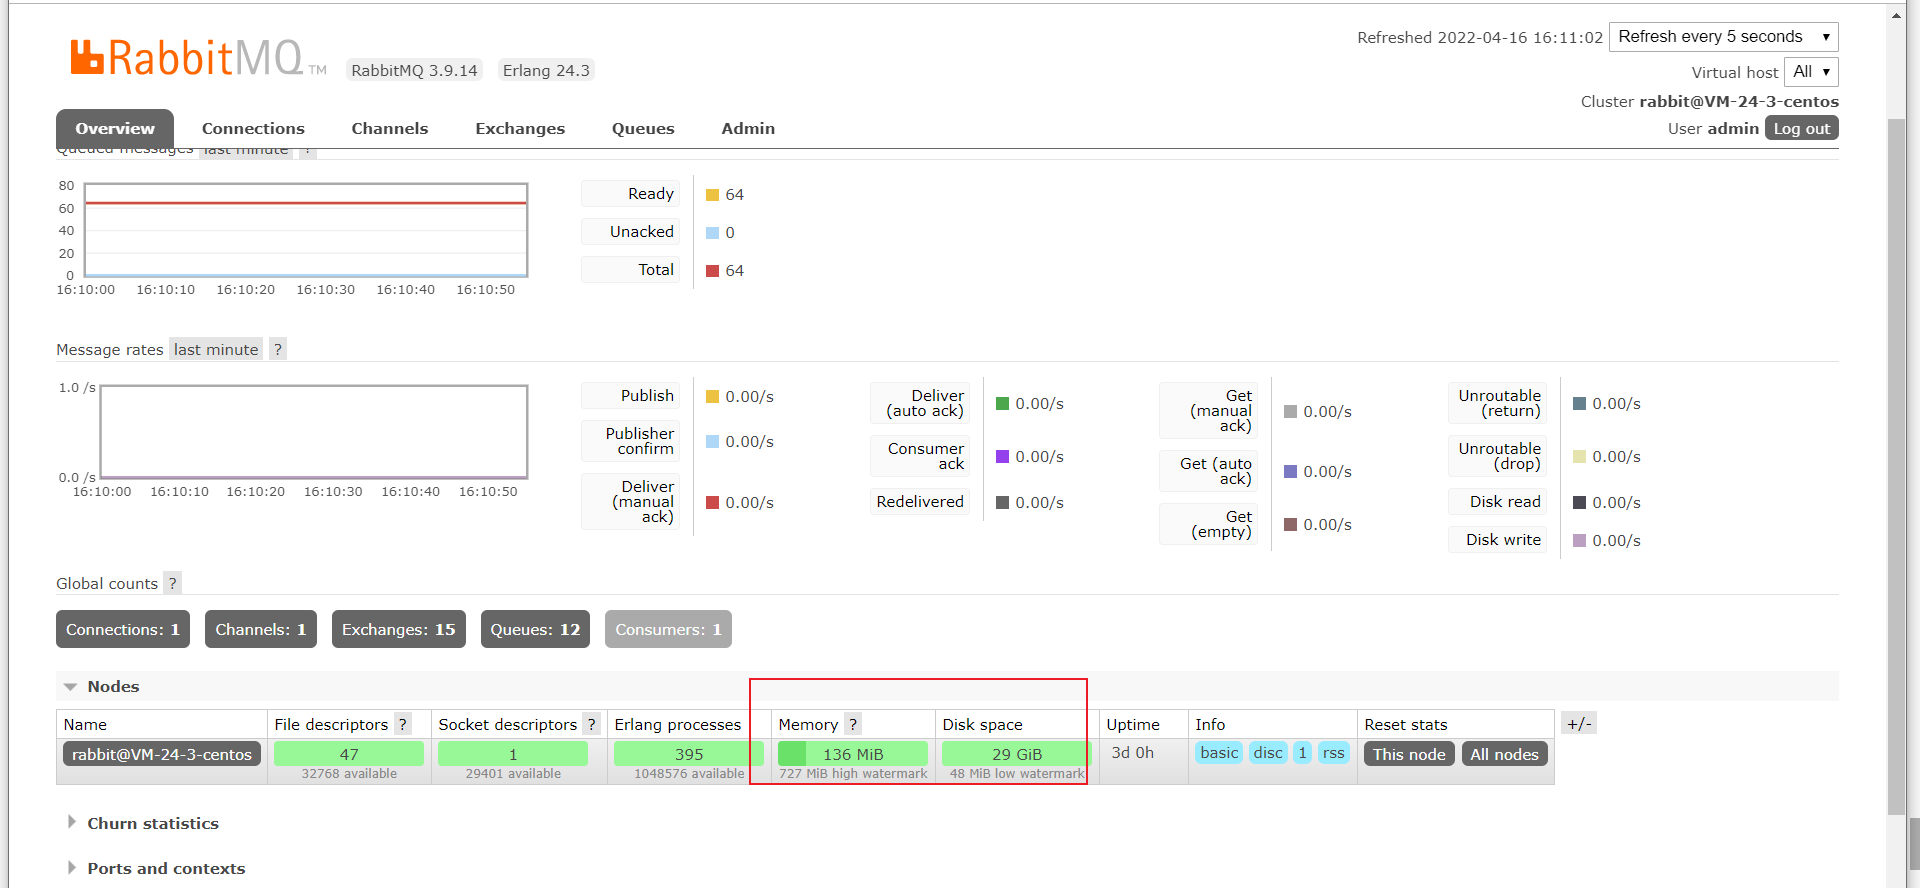 Refreshed 2022-04-16 16:11:02 Refresh every 5 seconds
RabbitMQ TM RabbitMQ 3.9.14 Erlang 24.3
Virtual host All
Cluster rabbit@VM-24-3-centos
User admin Log out
Overview Connections Channels Exchanges Queues Admin
Queued messages last minute ?
80
60
40
20
0
16:10:00 16:10:10 16:10:20 16:10:30 16:10:40 16:10:50
Ready 64
Unacked 0
Total 64
Message rates last minute ?
1.0 /s
0.0 /s
16:10:00 16:10:10 16:10:20 16:10:30 16:10:40 16:10:50
Publish 0.00/s
Publisher
confirm 0.00/s
Deliver
(manual
ack) 0.00/s
Deliver
(auto ack) 0.00/s
Consumer
ack 0.00/s
Redelivered 0.00/s
Get
(manual
ack) 0.00/s
Get (auto
ack) 0.00/s
Get
(empty) 0.00/s
Unroutable
(return) 0.00/s
Unroutable
(drop) 0.00/s
Disk read 0.00/s
Disk write 0.00/s
Global counts ?
Connections: 1 Channels: 1 Exchanges: 15 Queues: 12 Consumers: 1
Nodes
Name File descriptors ? Socket descriptors ? Erlang processes Memory ? Disk space Uptime Info Reset stats +/-
rabbit@VM-24-3-centos 47 1 395 136 MiB 29 GiB 3d 0h basic disc 1 rss This node All nodes
32768 available 29401 available 1048576 available 727 MiB high watermark 48 MiB low watermark
Churn statistics
Ports and contexts